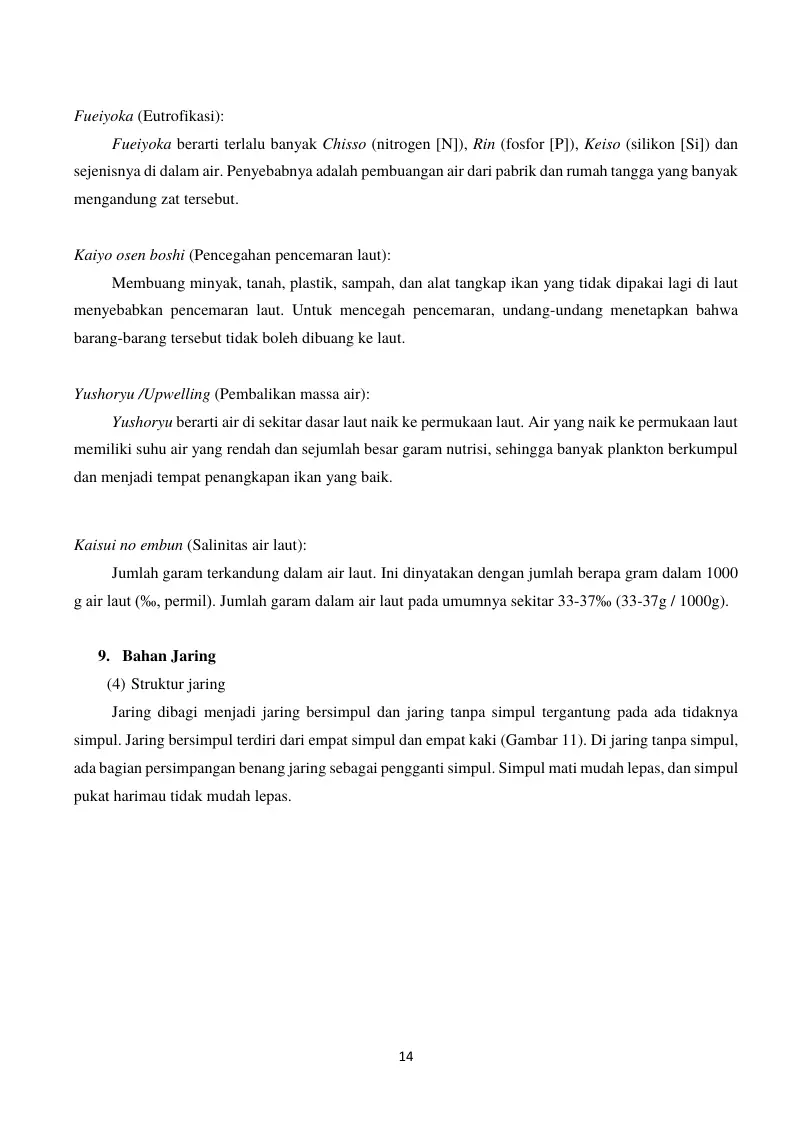 Fueiyoka (Eutrofikasi):
Fueiyoka berarti terlalu banyak Chisso (nitrogen [N]), Rin (fosfor [P]), Keiso (silikon [Si]) dan
sejenisnya di dalam air. Penyebabnya adalah pembuangan air dari pabrik dan rumah tangga yang banyak
mengandung zat tersebut.
Kaiyo osen boshi (Pencegahan pencemaran laut):
Membuang minyak, tanah, plastik, sampah, dan alat tangkap ikan yang tidak dipakai lagi di laut
menyebabkan pencemaran laut. Untuk mencegah pencemaran, undang-undang menetapkan bahwa
barang-barang tersebut tidak boleh dibuang ke laut.
Yushoryu /Upwelling (Pembalikan massa air):
Yushoryu berarti air di sekitar dasar laut naik ke permukaan laut. Air yang naik ke permukaan laut
memiliki suhu air yang rendah dan sejumlah besar garam nutrisi, sehingga banyak plankton berkumpul
dan menjadi tempat penangkapan ikan yang baik.
Kaisui no embun (Salinitas air laut):
Jumlah garam terkandung dalam air laut. Ini dinyatakan dengan jumlah berapa gram dalam 1000
g air laut (‰, permil). Jumlah garam dalam air laut pada umumnya sekitar 33-37‰ (33-37g / 1000g).
9. Bahan Jaring
(4) Struktur jaring
Jaring dibagi menjadi jaring bersimpul dan jaring tanpa simpul tergantung pada ada tidaknya
simpul. Jaring bersimpul terdiri dari empat simpul dan empat kaki (Gambar 11). Di jaring tanpa simpul,
ada bagian persimpangan benang jaring sebagai pengganti simpul. Simpul mati mudah lepas, dan simpul
pukat harimau tidak mudah lepas.
14